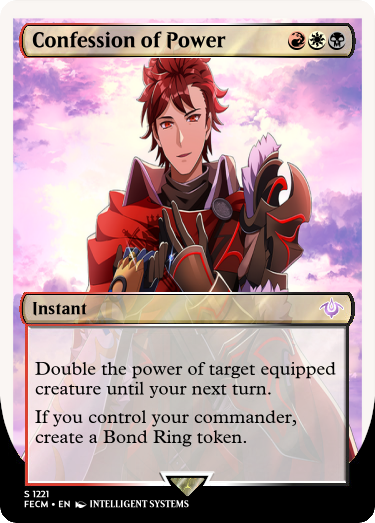 Confession of Power
Instant
Double the power of target equipped
creature until your next turn.
If you control your commander,
create a Bond Ring token.
S 1221
FECM • EN INTELLIGENT SYSTEMS